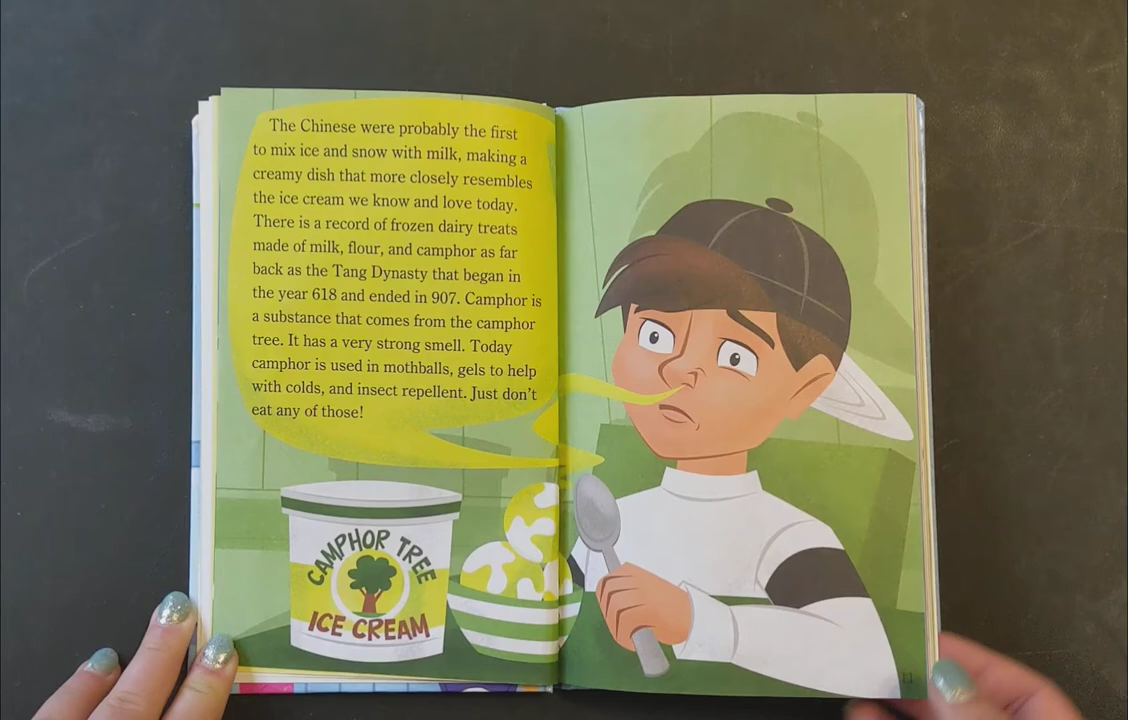 The Chinese were probably the first
to mix ice and snow with milk, making a
creamy dish that more closely resembles
the ice cream we know and love today.
There is a record of frozen dairy treats
made of milk, flour, and camphor as far
back as the Tang Dynasty that began in
the year 618 and ended in 907. Camphor is
a substance that comes from the camphor
tree. It has a very strong smell. Today
camphor is used in mothballs, gels to help
with colds, and insect repellent. Just don't
eat any of those!
CAMPHOR TREE
ICE CREAM